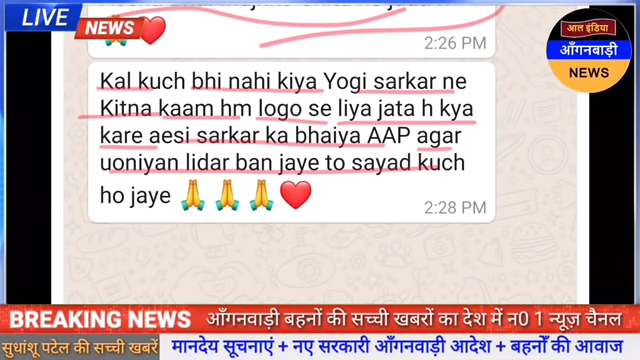 LIVE NEWS
2:26 PM
आल इंडिया
आँगनबाड़ी
NEWS
Kal kuch bhi nahi kiya Yogi sarkar ne
Kitna kaam hm logo se liya jata h kya
kare aesi sarkar ka bhaiya AAP agar
uoniyan lidar ban jaye to sayad kuch
ho jaye 🙏🙏🙏❤️
2:28 PM
BREAKING NEWS आँगनवाड़ी बहनों की सच्ची खबरों का देश में न0 1 न्यूज़ चैनल
सुधांशू पटेल की सच्ची खबरें मानदेय सूचनाएं + नए सरकारी आँगनवाड़ी आदेश + बहनोँ की आवाज